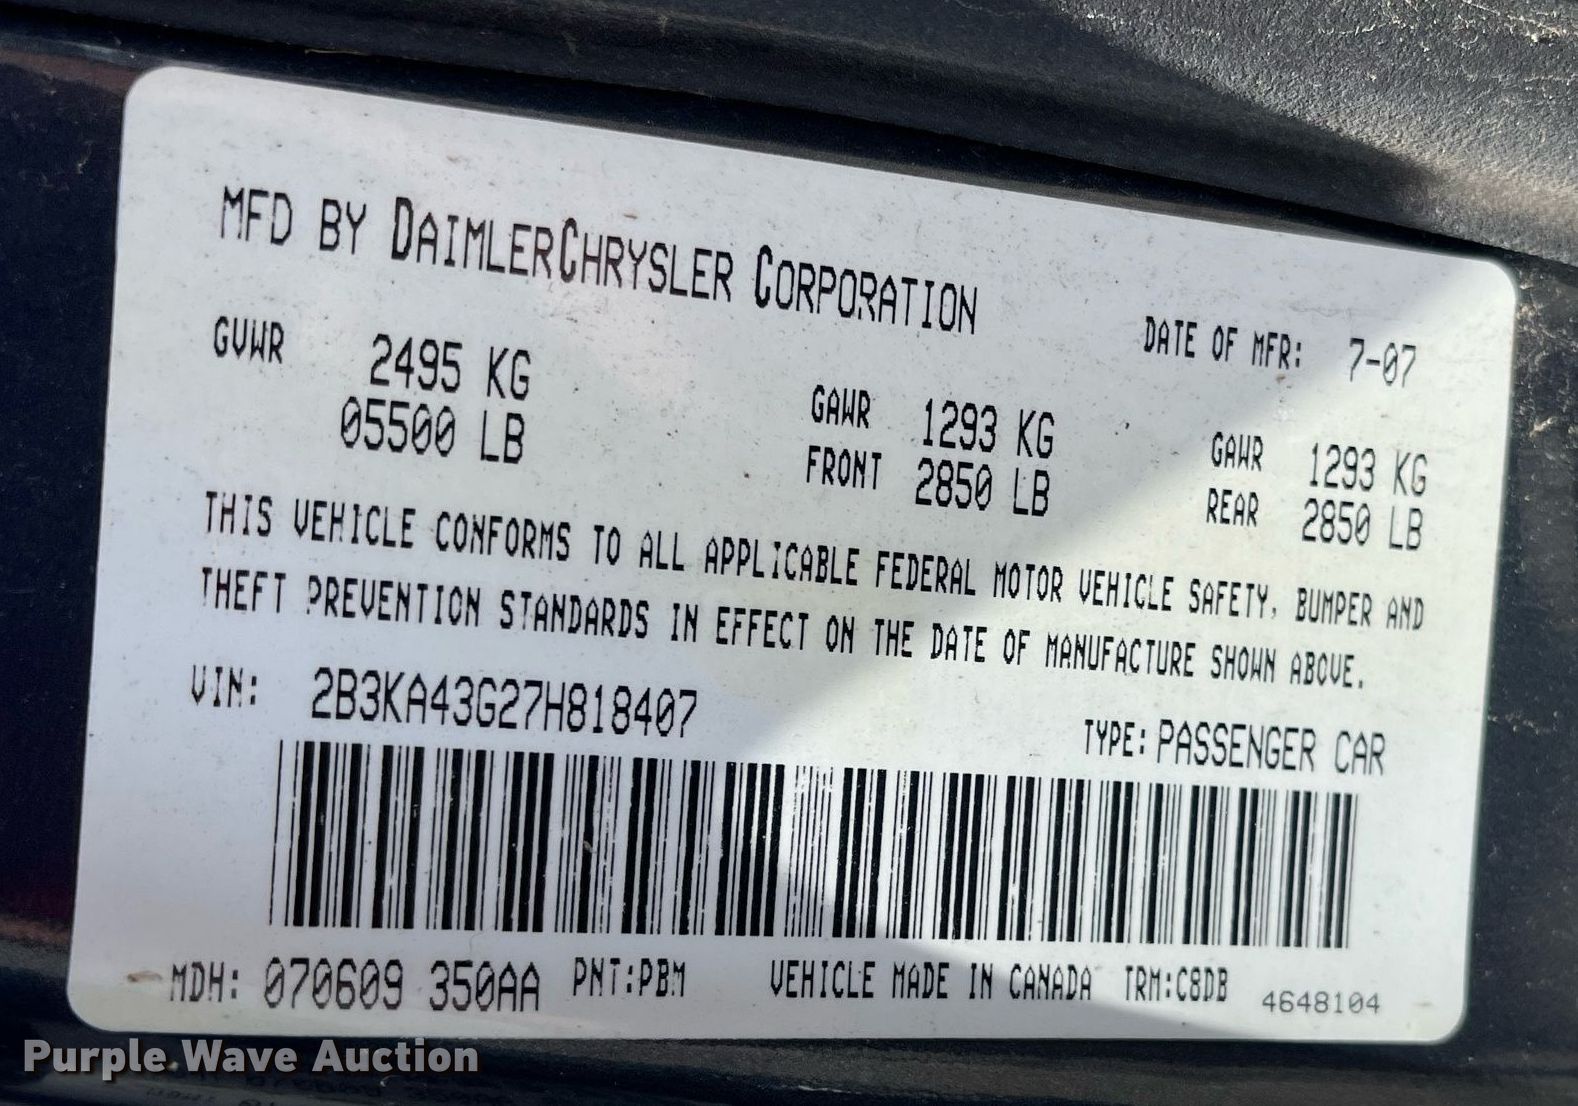 MFD BY DAIMLERCHRYSLER CORPORATION
DATE OF MFR: 7-07
GVWR 2495 KG
05500 LB
GAWR 1293 KG
FRONT 2850 LB
GAWR 1293 KG
REAR 2850 LB
THIS VEHICLE CONFORMS TO ALL APPLICABLE FEDERAL MOTOR VEHICLE SAFETY, BUMPER AND
THEFT PREVENTION STANDARDS IN EFFECT ON THE DATE OF MANUFACTURE SHOWN ABOVE.
VIN: 2B3KA43G27H818407
TYPE: PASSENGER CAR
MDH: 070609 350AA PNT:PBM VEHICLE MADE IN CANADA TRM:C8DB 4648104
Purple Wave Auction